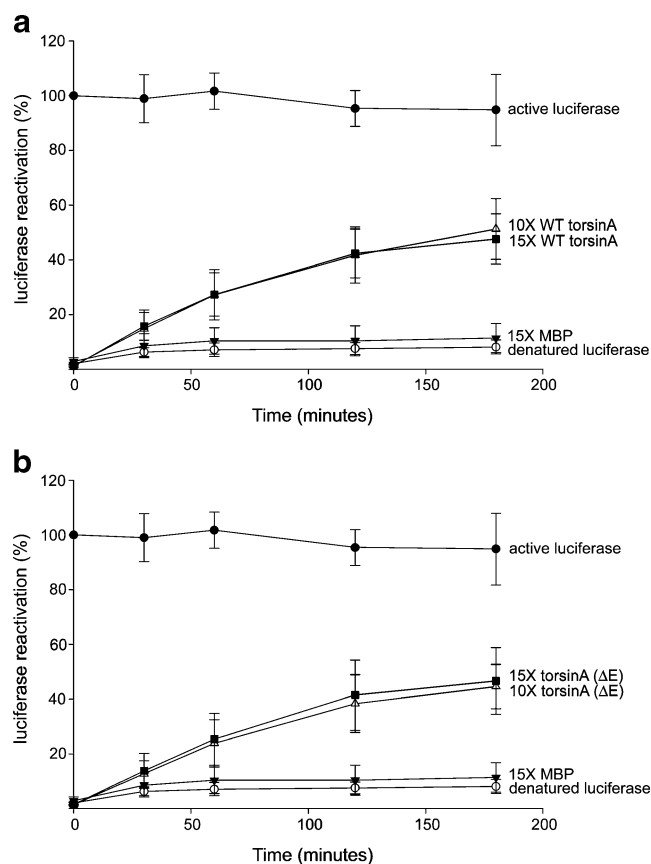 a
120
100
80
60
40
20
luciferase reactivation (%)
active luciferase
10X WT torsinA
15X WT torsinA
15X MBP
denatured luciferase
0
50
100
150
200
Time (minutes)
b
120
100
80
60
40
20
luciferase reactivation (%)
active luciferase
15X torsinA (ΔE)
10X torsinA (ΔE)
15X MBP
denatured luciferase
0
50
100
150
200
Time (minutes)